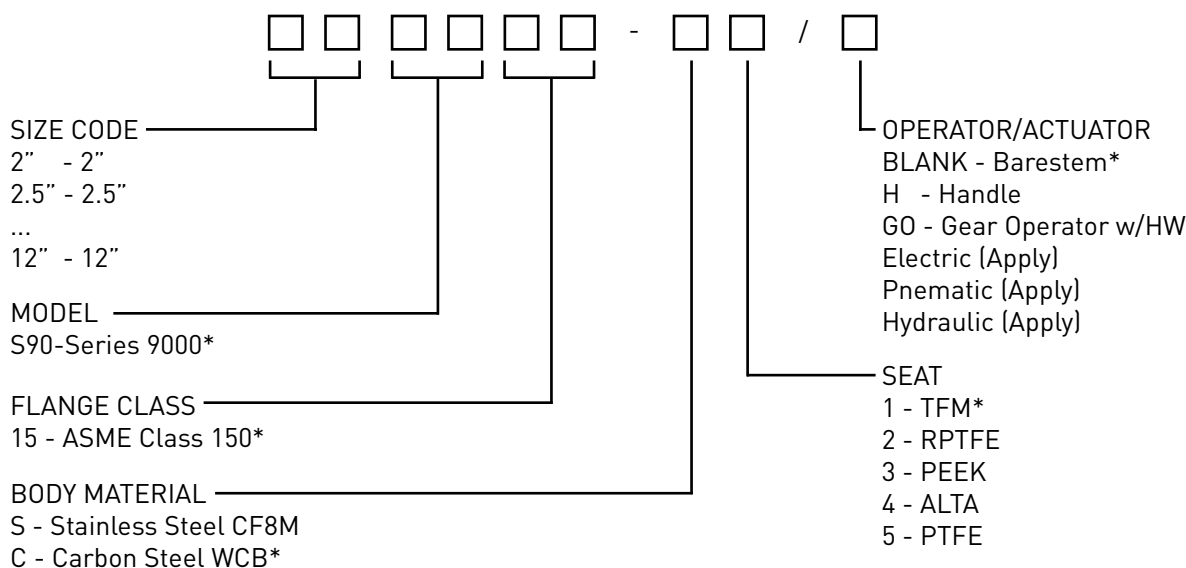 - /
SIZE CODE
2” - 2”
2.5” - 2.5”
...
12” - 12”
MODEL
S90-Series 9000*
FLANGE CLASS
15 - ASME Class 150*
BODY MATERIAL
S - Stainless Steel CF8M
C - Carbon Steel WCB*
OPERATOR/ACTUATOR
BLANK - Barestem*
H - Handle
GO - Gear Operator w/HW
Electric (Apply)
Pnematic (Apply)
Hydraulic (Apply)
SEAT
1 - TFM*
2 - RPTFE
3 - PEEK
4 - ALTA
5 - PTFE